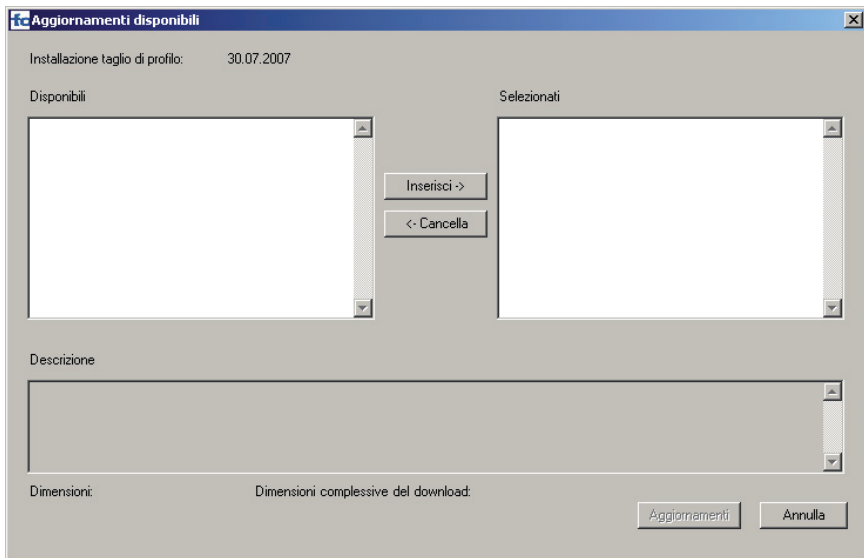 fc Aggiornamenti disponibili
Installazione taglio di profilo: 30.07.2007
Disponibili
Selezionati
Inserisci ->
<- Cancella
Descrizione
Dimensioni: Dimensioni complessive del download:
Aggiornamenti Annulla